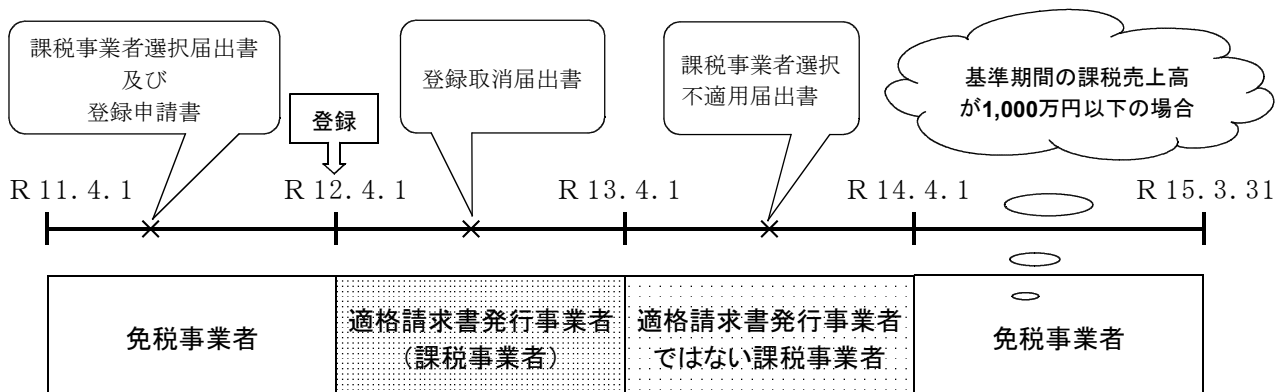 課税事業者選択届出書
及び
登録申請書
登録
登録取消届出書
課税事業者選択
不適用届出書
基準期間の課税売上高
が1,000万円以下の場合
R 11. 4. 1
R 12. 4. 1
R 13. 4. 1
R 14. 4. 1
R 15. 3. 31
免税事業者
適格請求書発行事業者
（課税事業者）
適格請求書発行事業者
ではない課税事業者
免税事業者